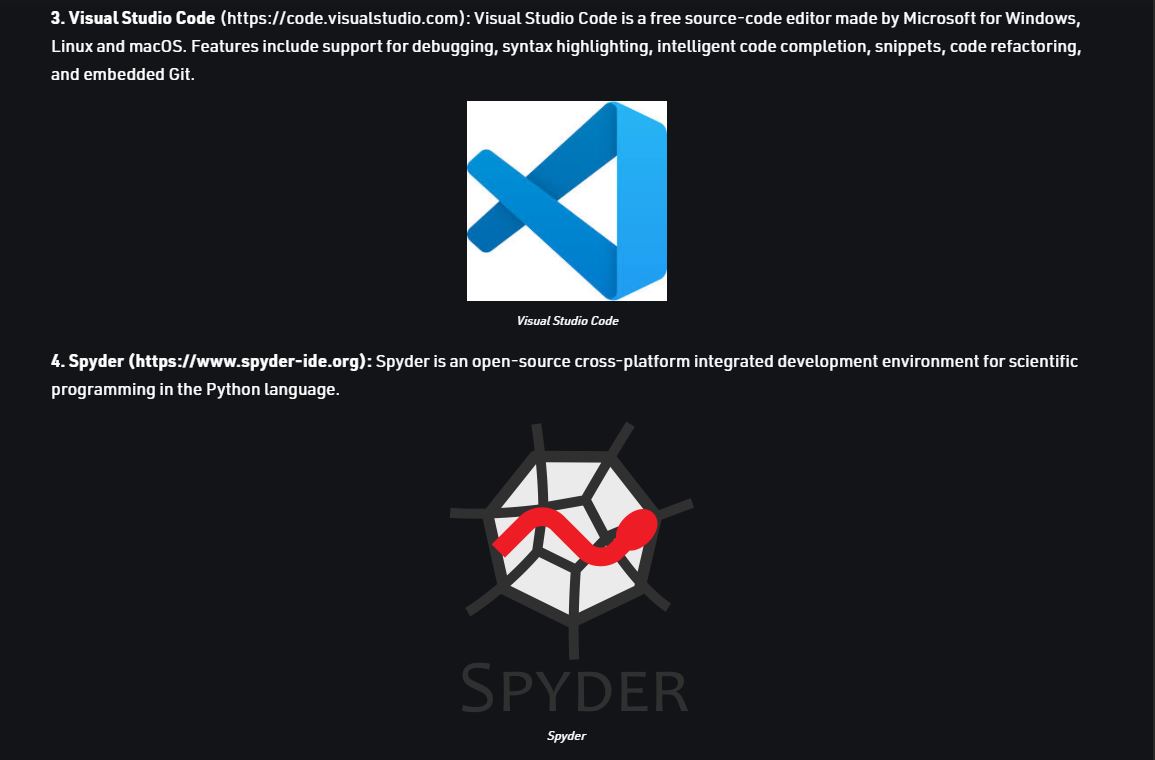 3. Visual Studio Code (https://code.visualstudio.com): Visual Studio Code is a free source-code editor made by Microsoft for Windows,
Linux and macOS. Features include support for debugging, syntax highlighting, intelligent code completion, snippets, code refactoring,
and embedded Git.
Visual Studio Code
4. Spyder (https://www.spyder-ide.org): Spyder is an open-source cross-platform integrated development environment for scientific
programming in the Python language.
SPYDER
Spyder